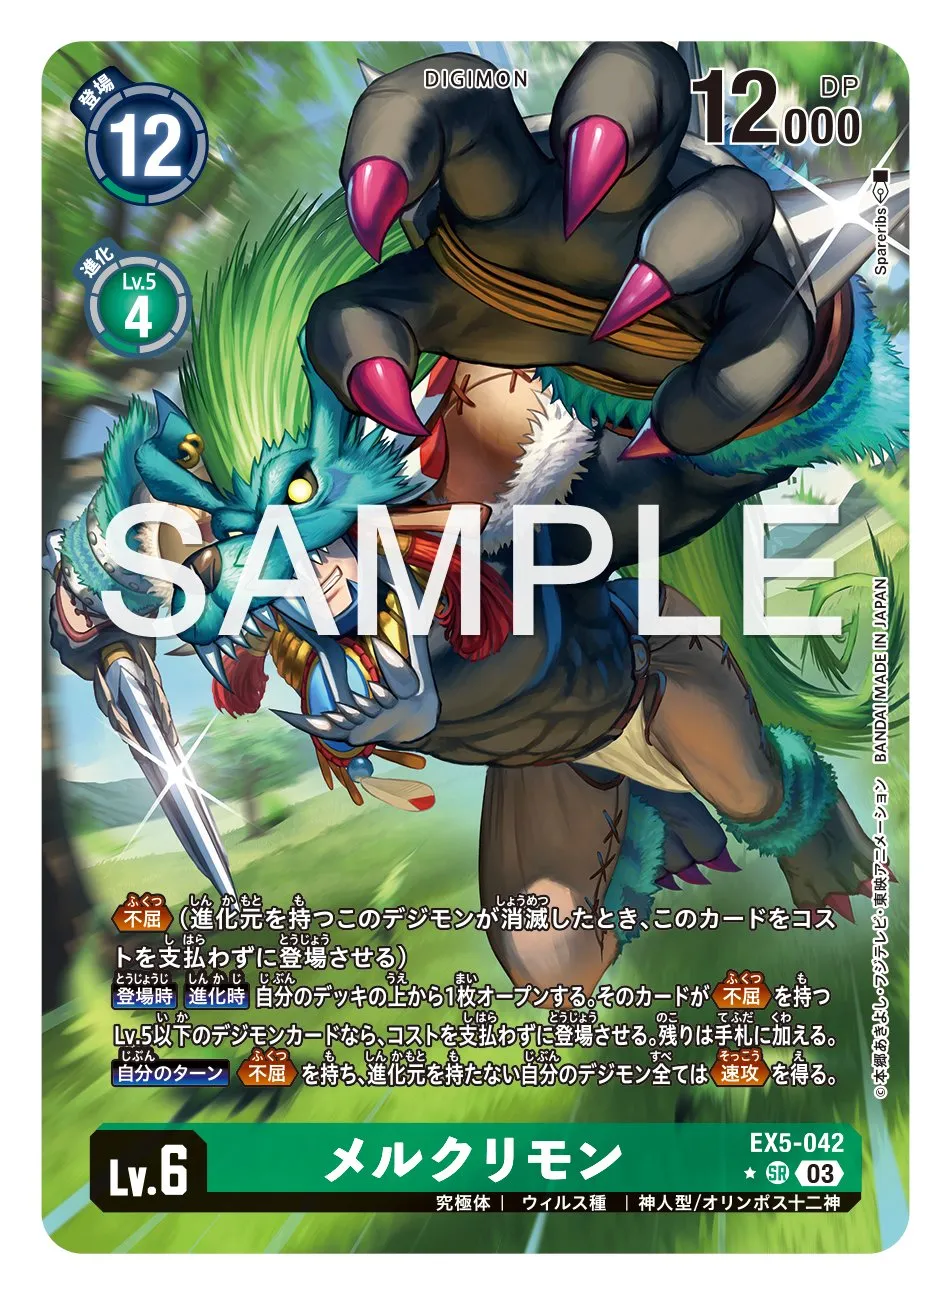 DIGIMON
登場
12
12000
DP
進化
Lv.5
4
Spareribs
SAMPLE
BANDAI MADE IN JAPAN
©本郷あきよし・フジテレビ・東映アニメーション
不屈(進化元を持つこのデジモンが消滅したとき、このカードをコス
トを支払わずに登場させる)
登場時 進化時 自分のデッキの上から1枚オープンする。そのカードが 不屈 を持つ
Lv.5以下のデジモンカードなら、コストを支払わずに登場させる。残りは手札に加える。
自分のターン 不屈 を持ち、進化元を持たない自分のデジモン全ては 速攻 を得る。
Lv.6
メルクリモン
EX5-042
SR 03
究極体 | ウィルス種 | 神人型/オリンポス十二神